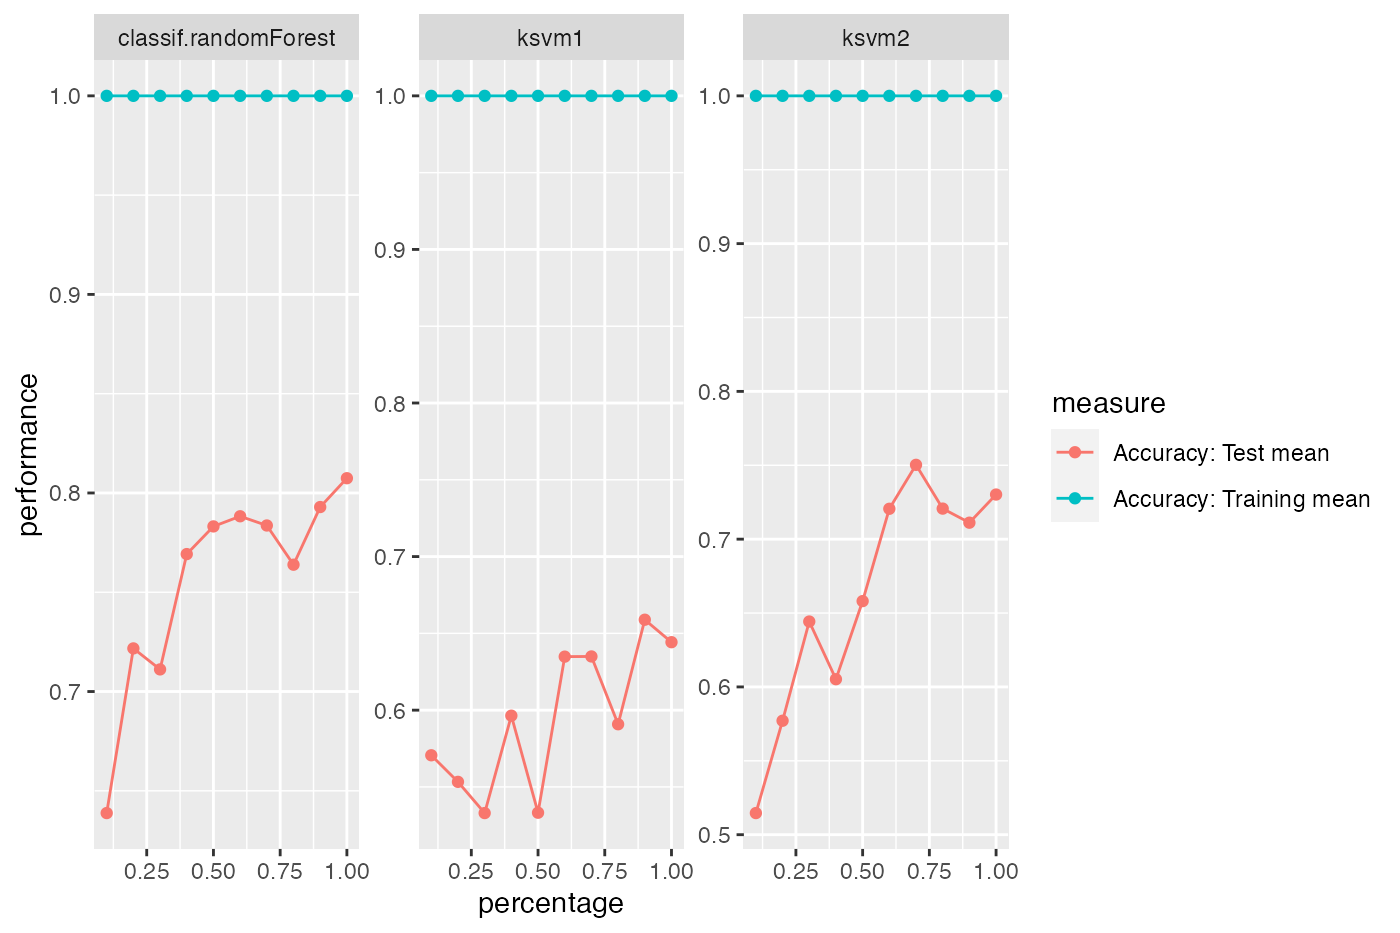 classif.randomForest
ksvm1
ksvm2
performance
1.0
0.9
0.8
0.7
1.0
0.9
0.8
0.7
0.6
1.0
0.9
0.8
0.7
0.6
0.5
0.25 0.50 0.75 1.00
0.25 0.50 0.75 1.00
0.25 0.50 0.75 1.00
percentage
measure
Accuracy: Test mean
Accuracy: Training mean